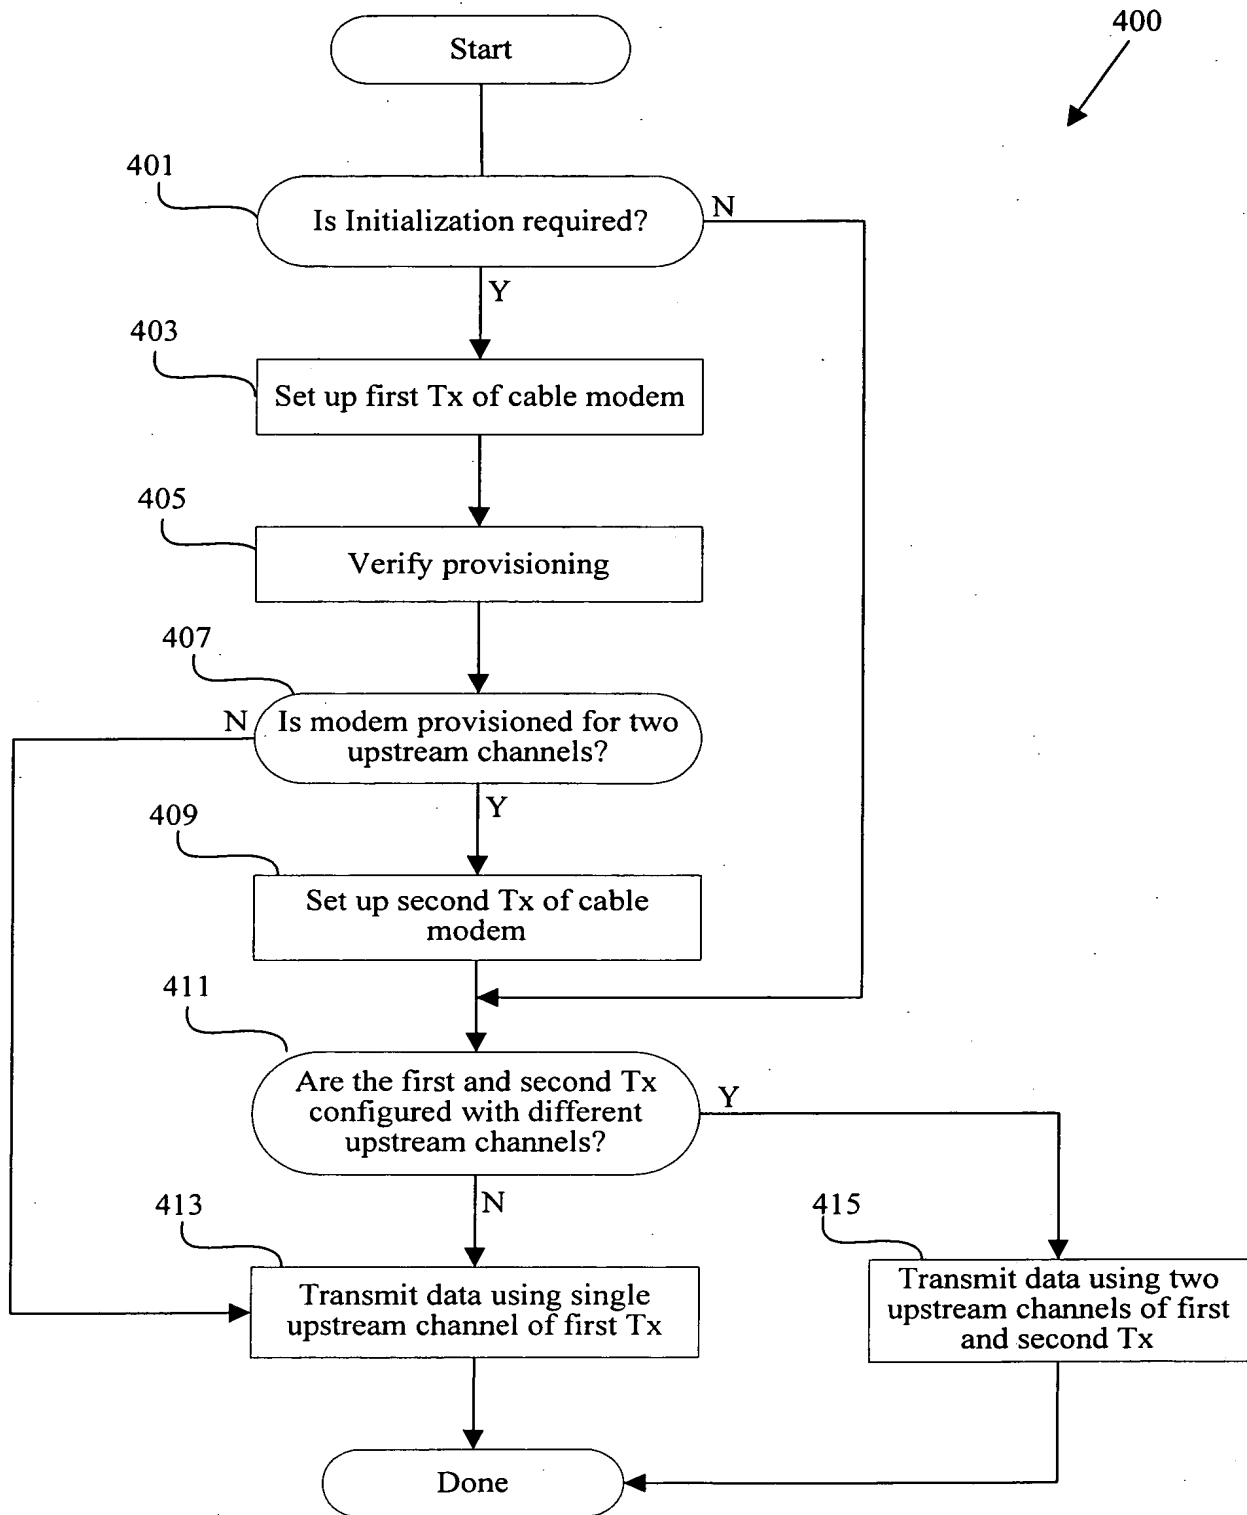 400
Start
401
Is Initialization required?
N
Y
403
Set up first Tx of cable modem
405
Verify provisioning
407
N
Is modem provisioned for two
upstream channels?
Y
409
Set up second Tx of cable
modem
411
Are the first and second Tx
configured with different
upstream channels?
Y
N
413
Transmit data using single
upstream channel of first Tx
415
Transmit data using two
upstream channels of first
and second Tx
Done